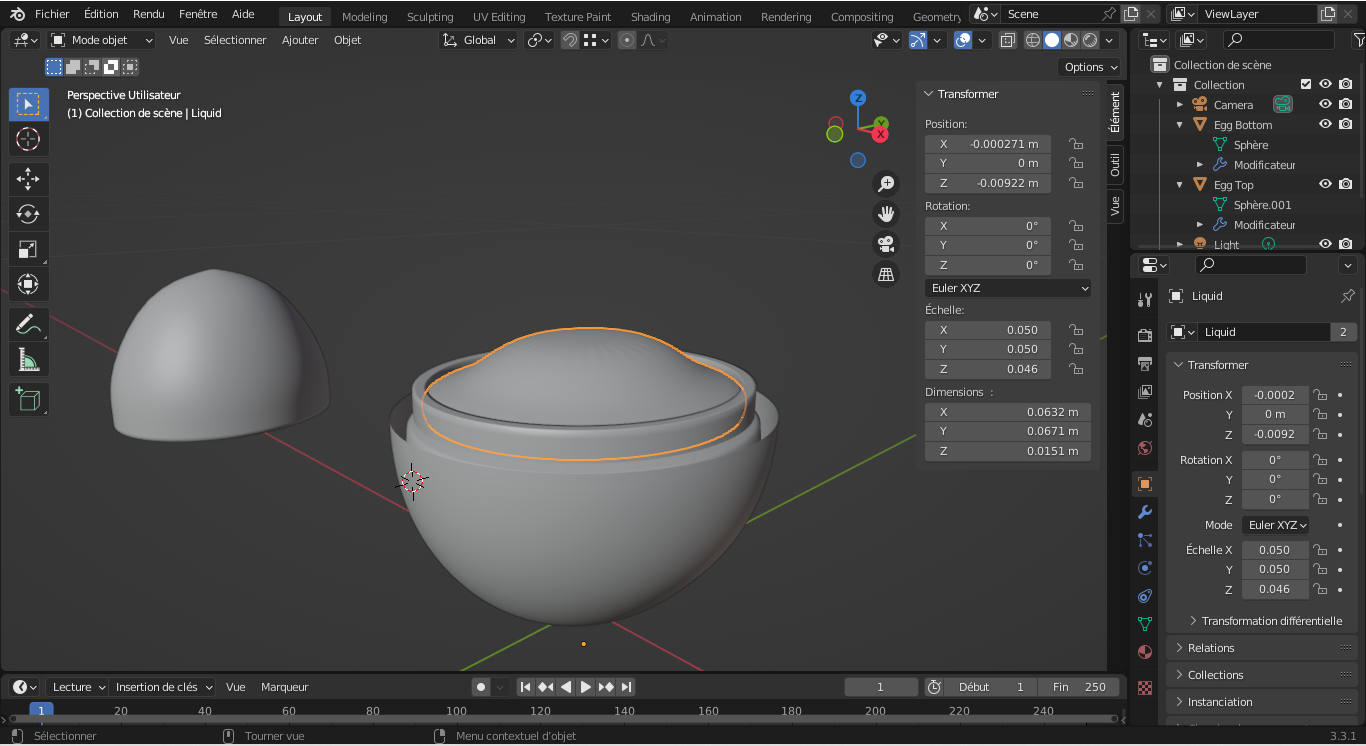 Fichier Édition Rendu Fenêtre Aide Layout Modeling Sculpting UV Editing Texture Paint Shading Animation Rendering Compositing Geometry Scene ViewLayer
Mode objet Vue Sélectionner Ajouter Objet Global
Options
Perspective Utilisateur
(1) Collection de scène | Liquid
Z
Y
X
Transformer
Position:
X -0.000271 m
Y 0 m
Z -0.00922 m
Rotation:
X 0°
Y 0°
Z 0°
Euler XYZ
Échelle:
X 0.050
Y 0.050
Z 0.046
Dimensions :
X 0.0632 m
Y 0.0671 m
Z 0.0151 m
Élément
Outil
Vue
Collection de scène
Collection
Camera
Egg Bottom
Sphère
Modificateur
Egg Top
Sphère.001
Modificateur
Light
Liquid
Liquid 2
Transformer
Position X -0.0002
Y 0 m
Z -0.0092
Rotation X 0°
Y 0°
Z 0°
Mode Euler XYZ
Échelle X 0.050
Y 0.050
Z 0.046
Transformation différentielle
Relations
Collections
Instanciation
Lecture Insertion de clés Vue Marqueur 1 Début 1 Fin 250
1 20 40 60 80 100 120 140 160 180 200 220 240
Sélectionner Tourner vue Menu contextuel d'objet 3.3.1